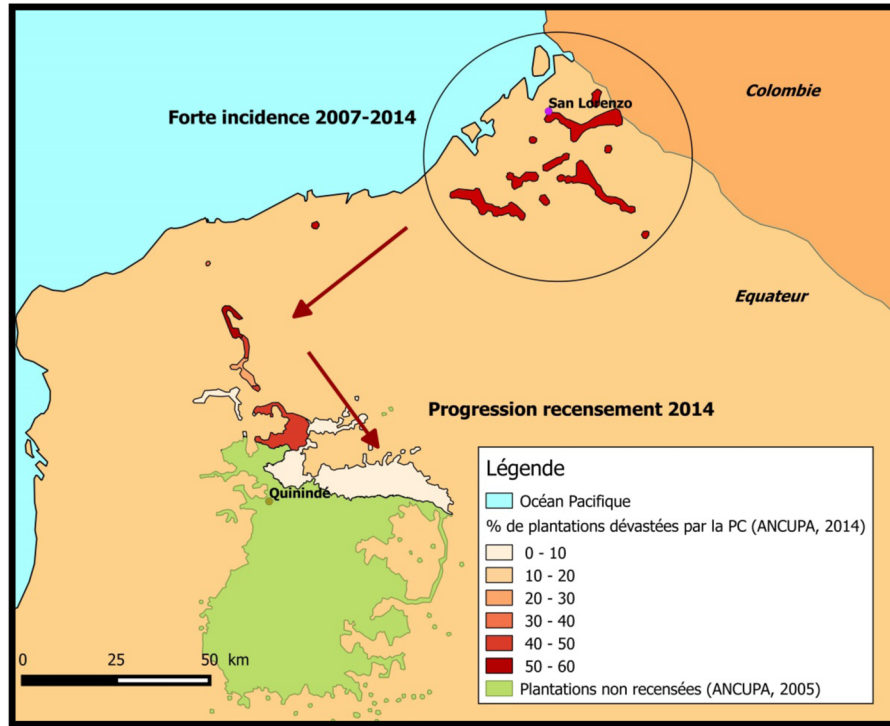 San Lorenzo
Colombie
Forte incidence 2007-2014
Equateur
Progression recensement 2014
Quinindé
Légende
Océan Pacifique
% de plantations dévastées par la PC (ANCUPA, 2014)
0 - 10
10 - 20
20 - 30
30 - 40
40 - 50
50 - 60
Plantations non recensées (ANCUPA, 2005)
0 25 50 km